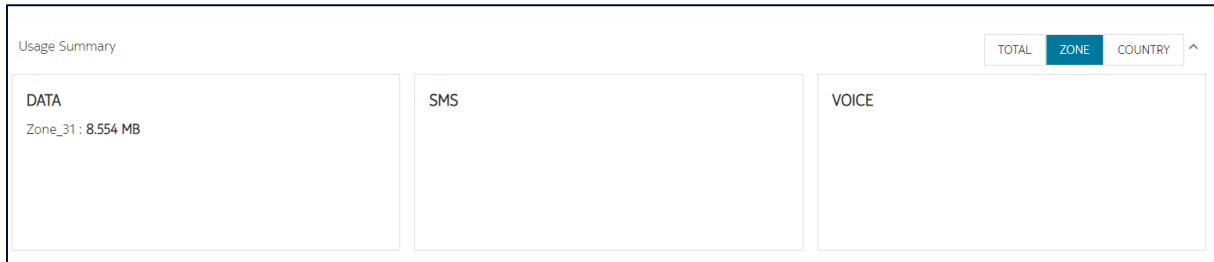 Usage Summary
TOTAL ZONE COUNTRY
DATA
Zone_31 : 8.554 MB
SMS
VOICE